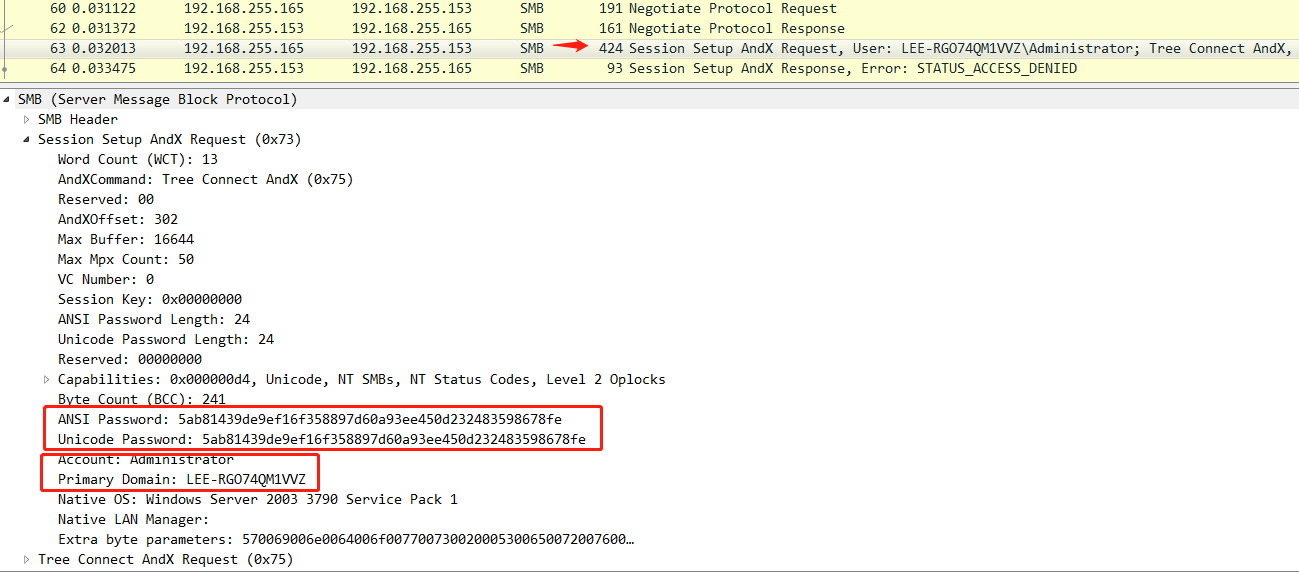 60 0.031122 192.168.255.165 192.168.255.153 SMB 191 Negotiate Protocol Request
62 0.031372 192.168.255.153 192.168.255.165 SMB 161 Negotiate Protocol Response
63 0.032013 192.168.255.165 192.168.255.153 SMB 424 Session Setup AndX Request, User: LEE-RGO74QM1VVZ\Administrator; Tree Connect AndX,
64 0.033475 192.168.255.153 192.168.255.165 SMB 93 Session Setup AndX Response, Error: STATUS_ACCESS_DENIED
SMB (Server Message Block Protocol)
SMB Header
Session Setup AndX Request (0x73)
Word Count (WCT): 13
AndXCommand: Tree Connect AndX (0x75)
Reserved: 00
AndXOffset: 302
Max Buffer: 16644
Max Mpx Count: 50
VC Number: 0
Session Key: 0x00000000
ANSI Password Length: 24
Unicode Password Length: 24
Reserved: 00000000
Capabilities: 0x000000d4, Unicode, NT SMBs, NT Status Codes, Level 2 Oplocks
Byte Count (BCC): 241
ANSI Password: 5ab81439de9ef16f358897d60a93ee450d232483598678fe
Unicode Password: 5ab81439de9ef16f358897d60a93ee450d232483598678fe
Account: Administrator
Primary Domain: LEE-RGO74QM1VVZ
Native OS: Windows Server 2003 3790 Service Pack 1
Native LAN Manager:
Extra byte parameters: 570069006e0064006f007700730020005300650072007600…
Tree Connect AndX Request (0x75)